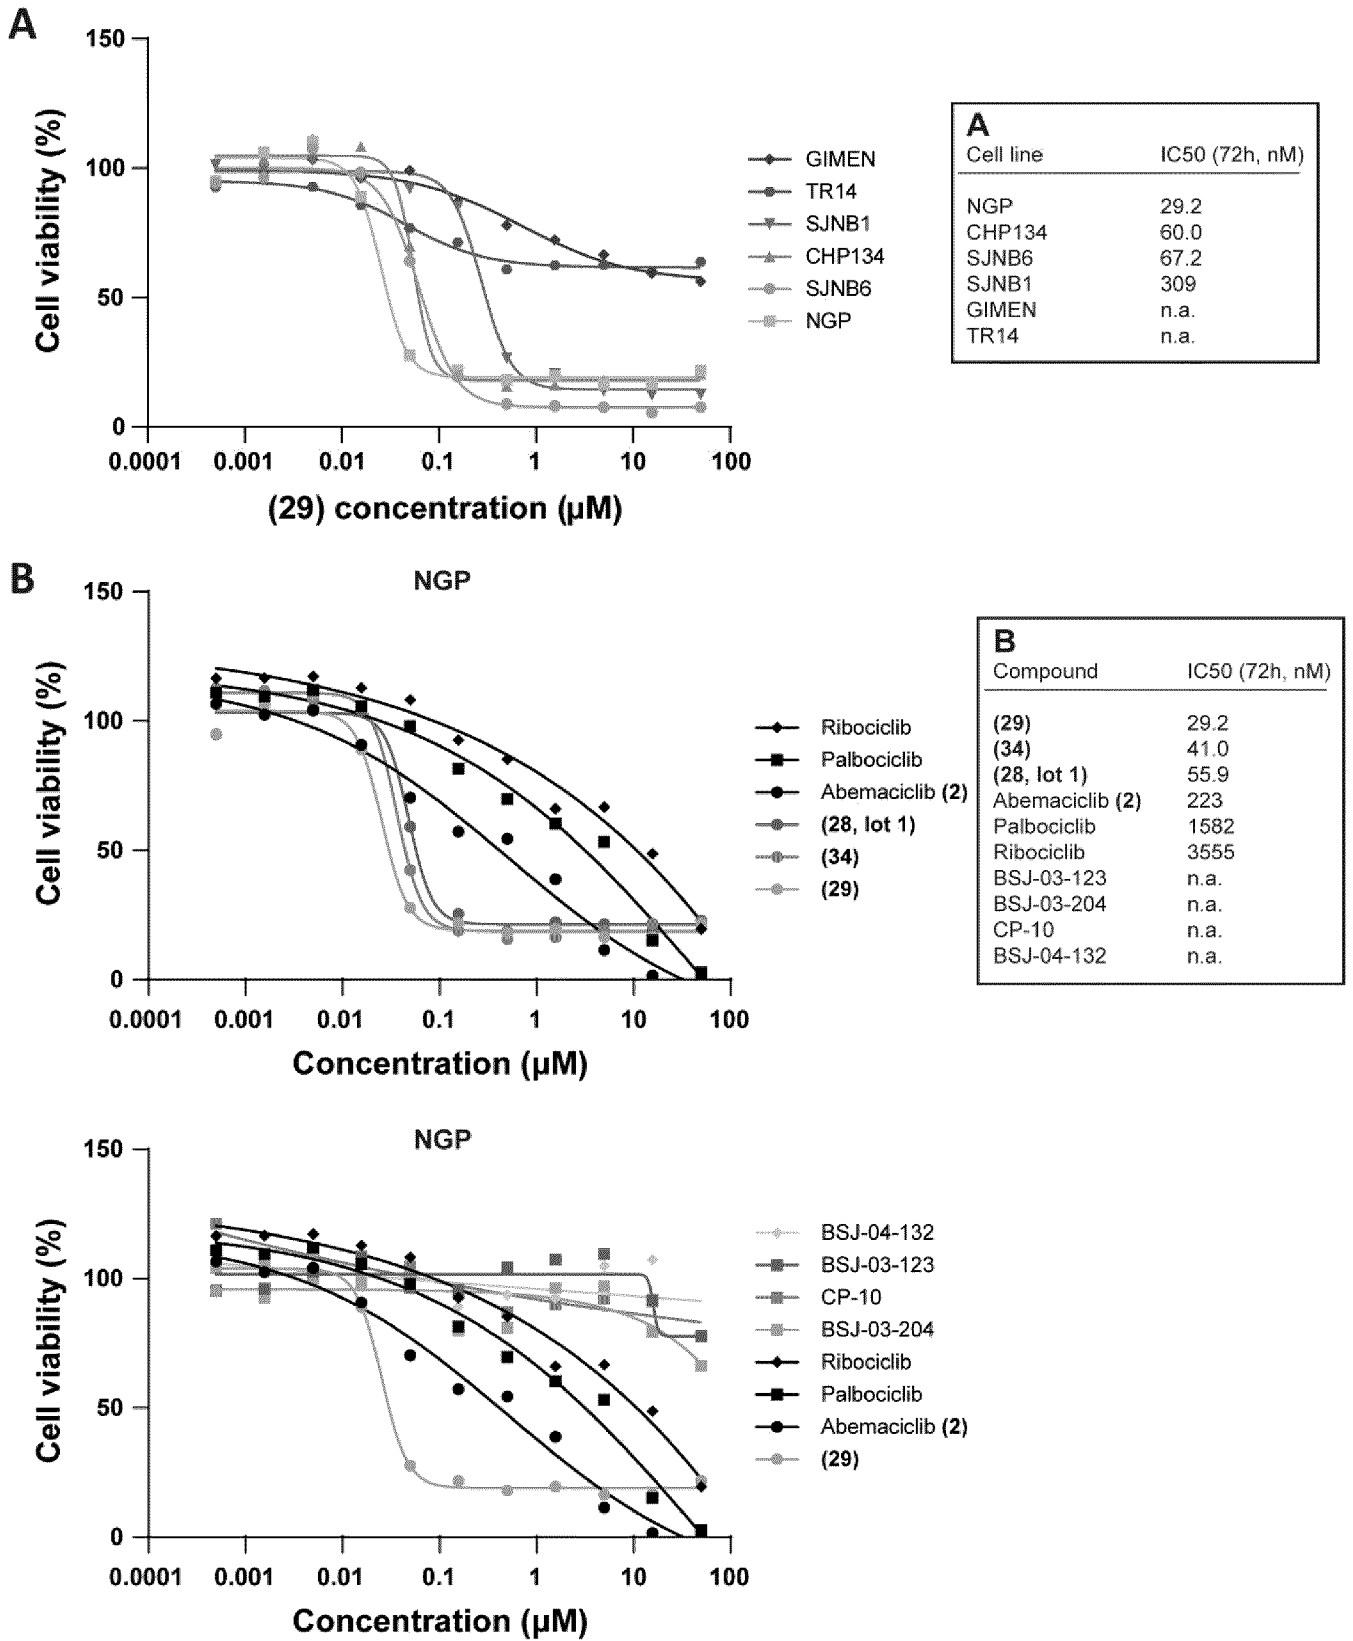 A
150
100
50
0
Cell viability (%)
0.0001 0.001 0.01 0.1 1 10 100
(29) concentration (µM)
GIMEN
TR14
SJNB1
CHP134
SJNB6
NGP
A
Cell line IC50 (72h, nM)
NGP 29.2
CHP134 60.0
SJNB6 67.2
SJNB1 309
GIMEN n.a.
TR14 n.a.
B
NGP
150
100
50
0
Cell viability (%)
0.0001 0.001 0.01 0.1 1 10 100
Concentration (µM)
Ribociclib
Palbociclib
Abemaciclib (2)
(28, lot 1)
(34)
(29)
B
Compound IC50 (72h, nM)
(29) 29.2
(34) 41.0
(28, lot 1) 55.9
Abemaciclib (2) 223
Palbociclib 1582
Ribociclib 3555
BSJ-03-123 n.a.
BSJ-03-204 n.a.
CP-10 n.a.
BSJ-04-132 n.a.
NGP
150
100
50
0
Cell viability (%)
0.0001 0.001 0.01 0.1 1 10 100
Concentration (µM)
BSJ-04-132
BSJ-03-123
CP-10
BSJ-03-204
Ribociclib
Palbociclib
Abemaciclib (2)
(29)